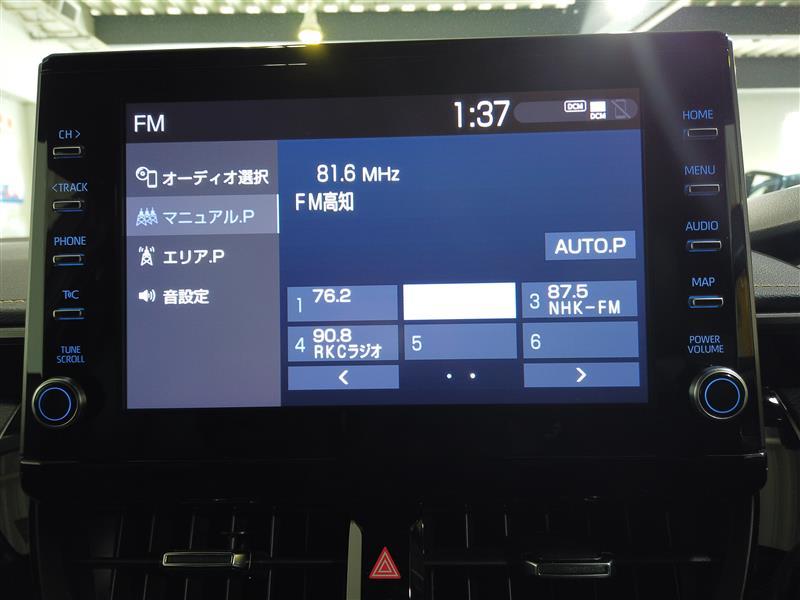 FM
1:37
DCM
DCM
CH >
<TRACK
PHONE
TC
TUNE
SCROLL
オーディオ選択
マニュアル.P
エリア.P
音設定
81.6 MHz
FM高知
AUTO.P
1 76.2
3 87.5
NHK-FM
4 90.8
RKCラジオ
5
6
<
>
HOME
MENU
AUDIO
MAP
POWER
VOLUME